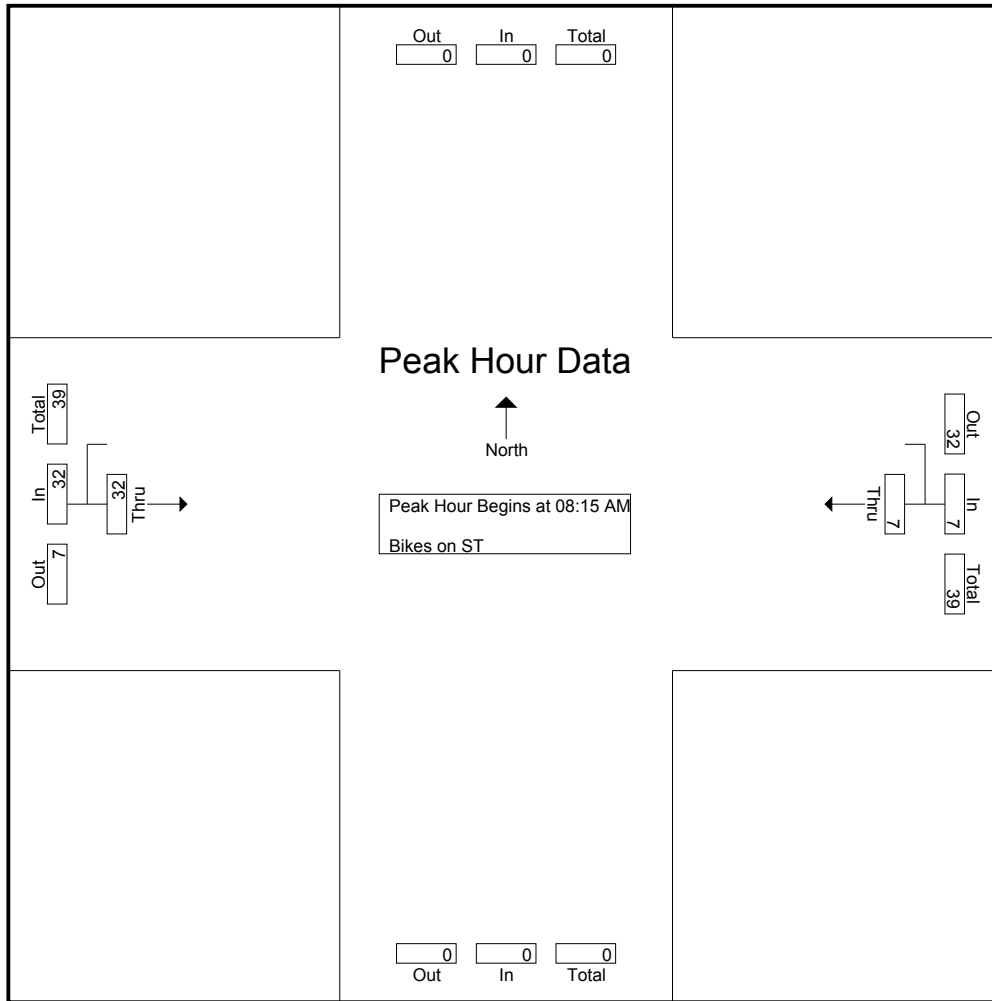 Out In Total
0 0 0
Peak Hour Data
North
Peak Hour Begins at 08:15 AM
Bikes on ST
Total 39
In 32
Out 7
32
Thru
Out 32
In 7
Total 39
Thru
7
0 0 0
Out In Total